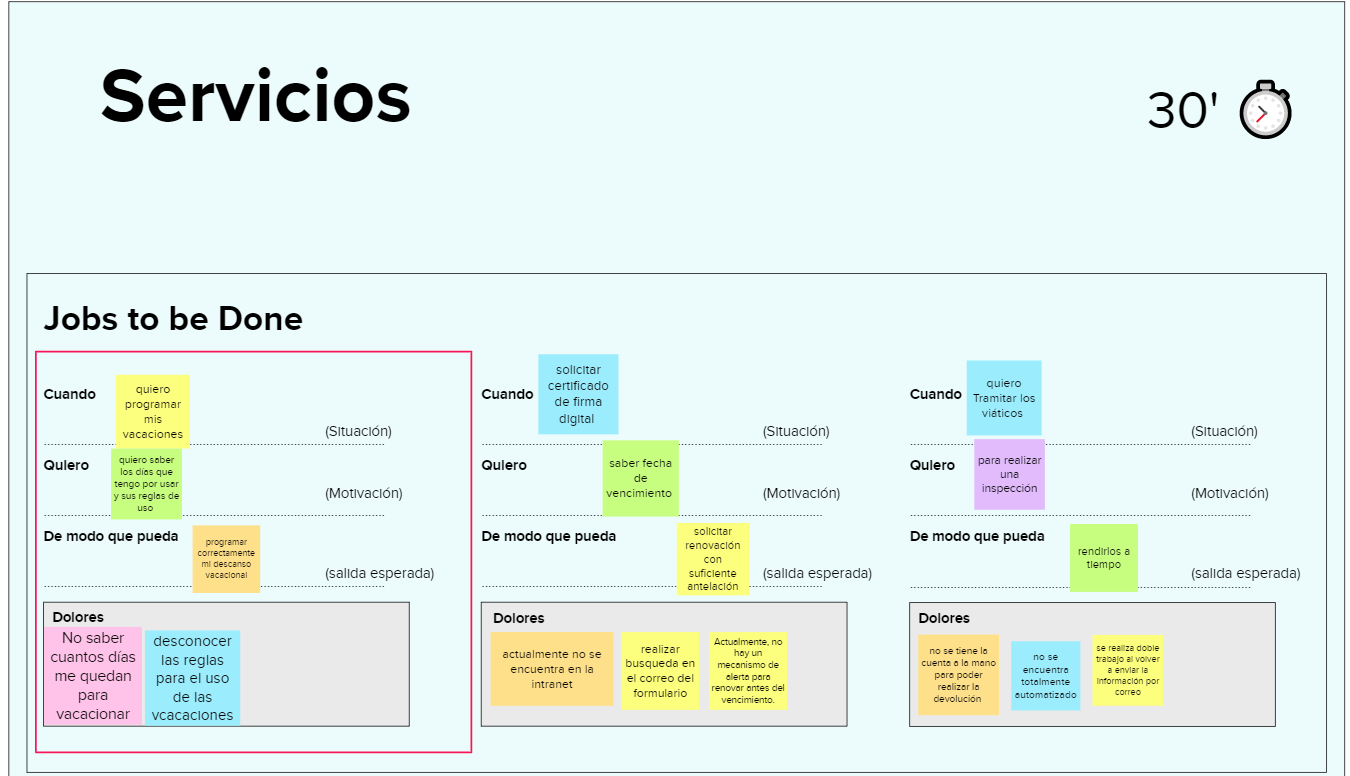 Servicios
30'
Jobs to be Done
Cuando
quiero
programar
mis
vacaciones
(Situación)
Quiero
quiero saber
los días que
tengo por usar
y sus reglas de
uso
(Motivación)
De modo que pueda
programar
correctamente
mi descanso
vacacional
(salida esperada)
Dolores
No saber
cuantos días
me quedan
para
vacacionar
desconocer
las reglas
para el uso
de las
vcacaciones
Cuando
solicitar
certificado
de firma
digital
(Situación)
Quiero
saber fecha
de
vencimiento
(Motivación)
De modo que pueda
solicitar
renovación
con
suficiente
antelación
(salida esperada)
Dolores
actualmente no se
encuentra en la
intranet
realizar
busqueda en
el correo del
formulario
Actualmente, no
hay un
mecanismo de
alerta para
renovar antes del
vencimiento.
Cuando
quiero
Tramitar los
viáticos
(Situación)
Quiero
para realizar
una
inspección
(Motivación)
De modo que pueda
rendirlos a
tiempo
(salida esperada)
Dolores
no se tiene la
cuenta a la mano
para poder
realizar la
devolución
no se
encuentra
totalmente
automatizado
se realiza doble
trabajo al volver
a enviar la
información por
correo